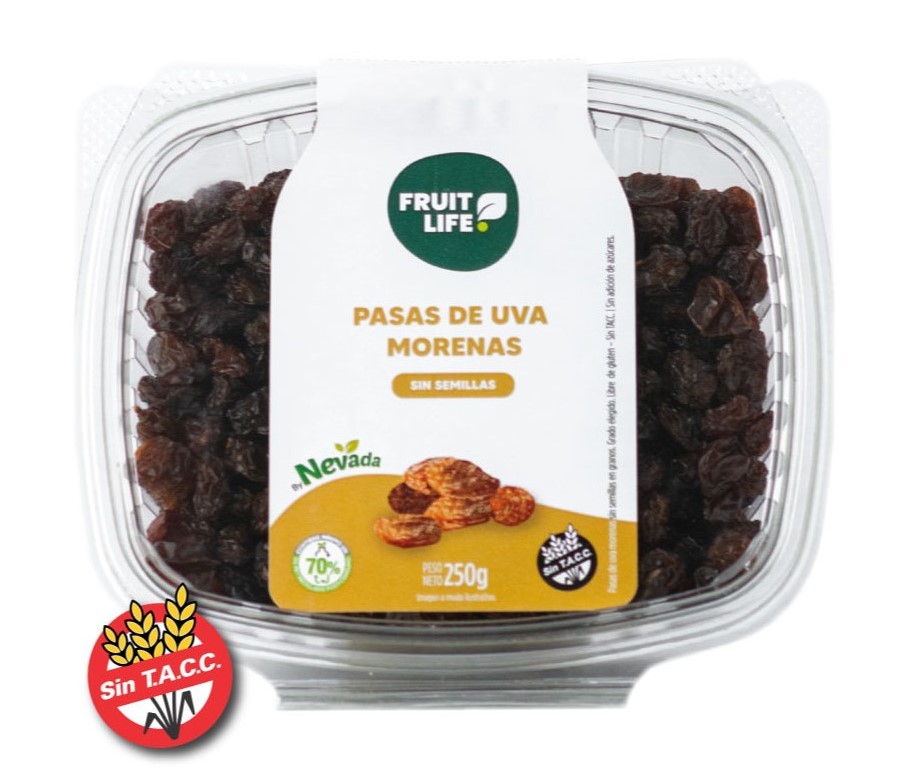 FRUIT
LIFE
PASAS DE UVA
MORENAS
SIN SEMILLAS
By Nevada
70%
PESO
NETO 250g
Imagen a modo ilustrativo.
Sin T.A.C.C.
Pasas de uva morenas sin semillas en granos. Grado elegido. Libre de gluten - Sin TACC. | Sin adición de azúcares.
Sin T.A.C.C.